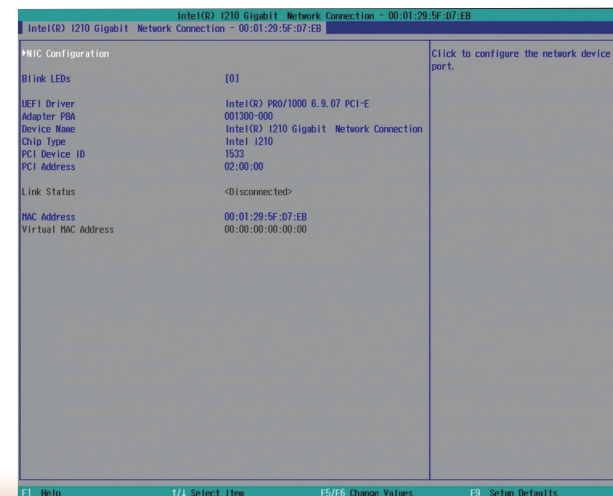 Intel(R) I210 Gigabit  Network Connection - 00:01:29:5F:D7:EB
Intel(R) I210 Gigabit  Network Connection - 00:01:29:5F:D7:EB
▶NIC Configuration
Click to configure the network device port.
Blink LEDs [0]
UEFI Driver Intel(R) PRO/1000 6.9.07 PCI-E
Adapter PBA 001300-000
Device Name Intel(R) I210 Gigabit  Network Connection
Chip Type Intel i210
PCI Device ID 1533
PCI Address 02:00:00
Link Status <Disconnected>
MAC Address 00:01:29:5F:D7:EB
Virtual MAC Address 00:00:00:00:00:00
F1 Help ↑/↓ Select Item F5/F6 Change Values F9 Setup Defaults